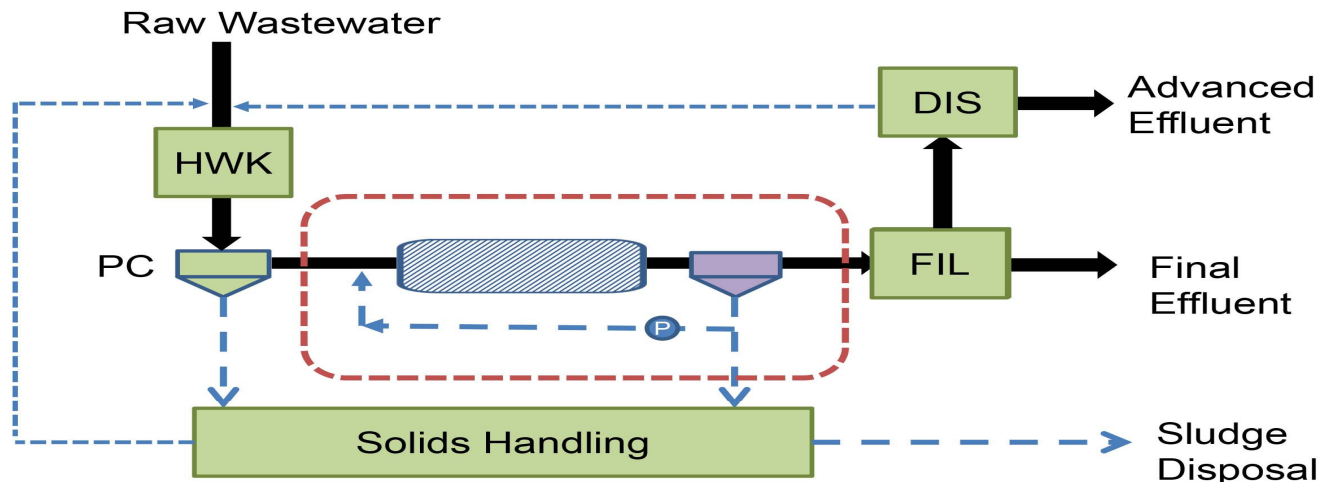 Raw Wastewater
DIS
Advanced
Effluent
HWK
PC
FIL
Final
Effluent
P
Solids Handling
Sludge
Disposal